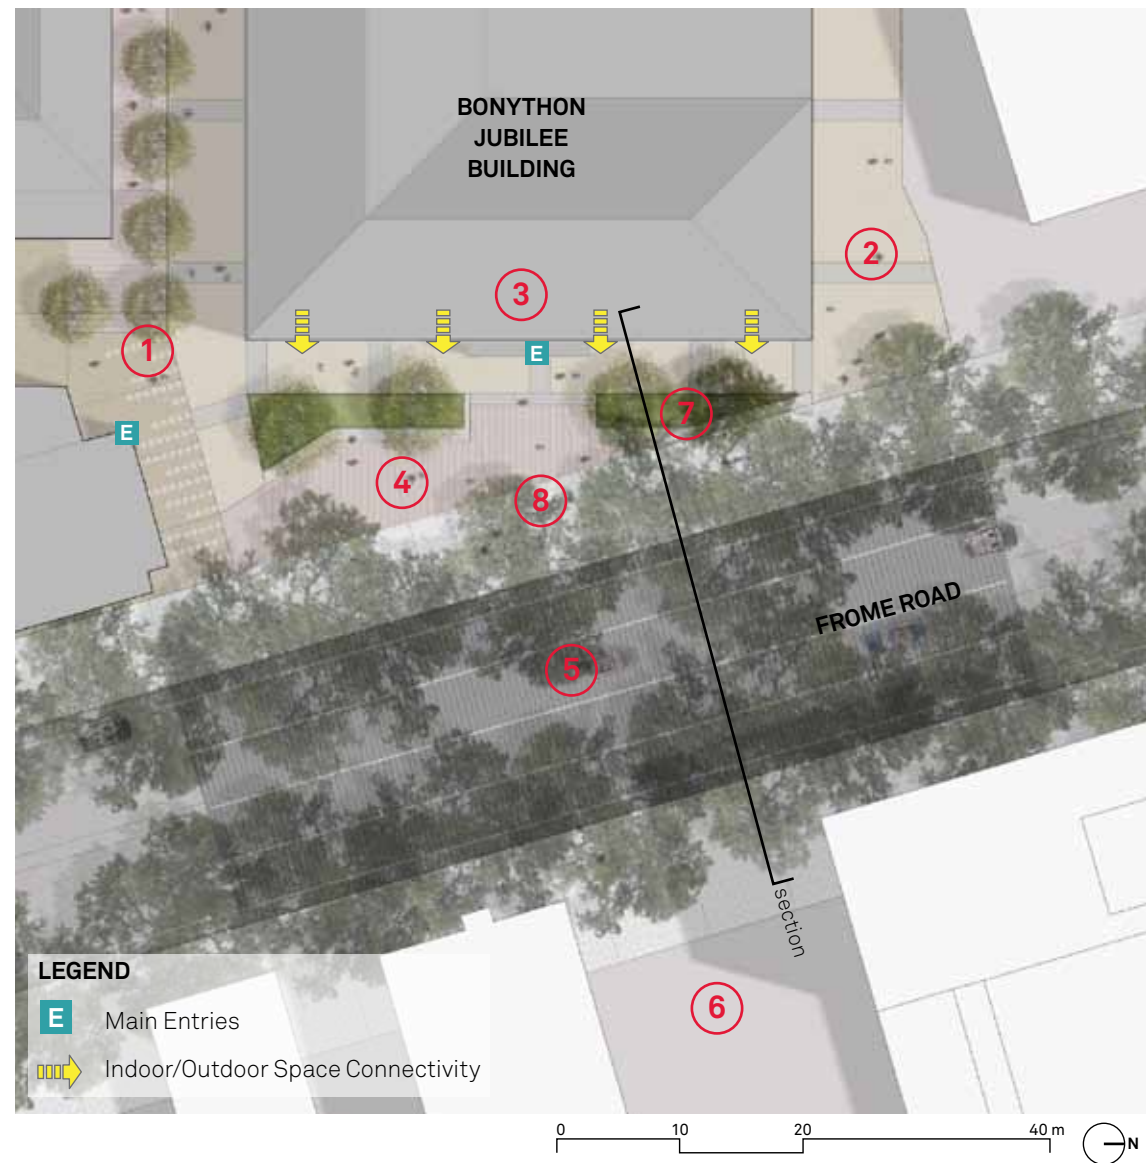 BONYTHON
JUBILEE
BUILDING
2
3
1
E
E
7
4
8
FROME ROAD
5
section
6
LEGEND
E Main Entries
Indoor/Outdoor Space Connectivity
0 10 20 40 m
N